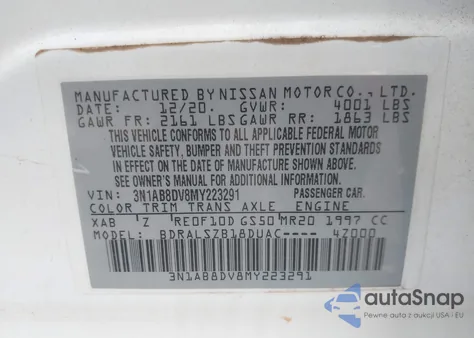 MANUFACTURED BY NISSAN MOTOR CO., LTD.
DATE: 12/20. GVWR: 4001 LBS
GAWR FR: 2161 LBS GAWR RR: 1863 LBS
THIS VEHICLE CONFORMS TO ALL APPLICABLE FEDERAL MOTOR
VEHICLE SAFETY, BUMPER AND THEFT PREVENTION STANDARDS
IN EFFECT ON THE DATE OF MANUFACTURE SHOWN ABOVE.
SEE OWNER'S MANUAL FOR ADDITIONAL INFORMATION
VIN: 3N1AB8DV8MY223291 PASSENGER CAR.
COLOR TRIM TRANS AXLE ENGINE
XAB Z RE0F10D GS50 MR20 1997 CC
MODEL: BDRALSZB18DUAC---- 4Z000
3N1AB8DV8MY223291
autoSnap
Pewne auta z USA i EU